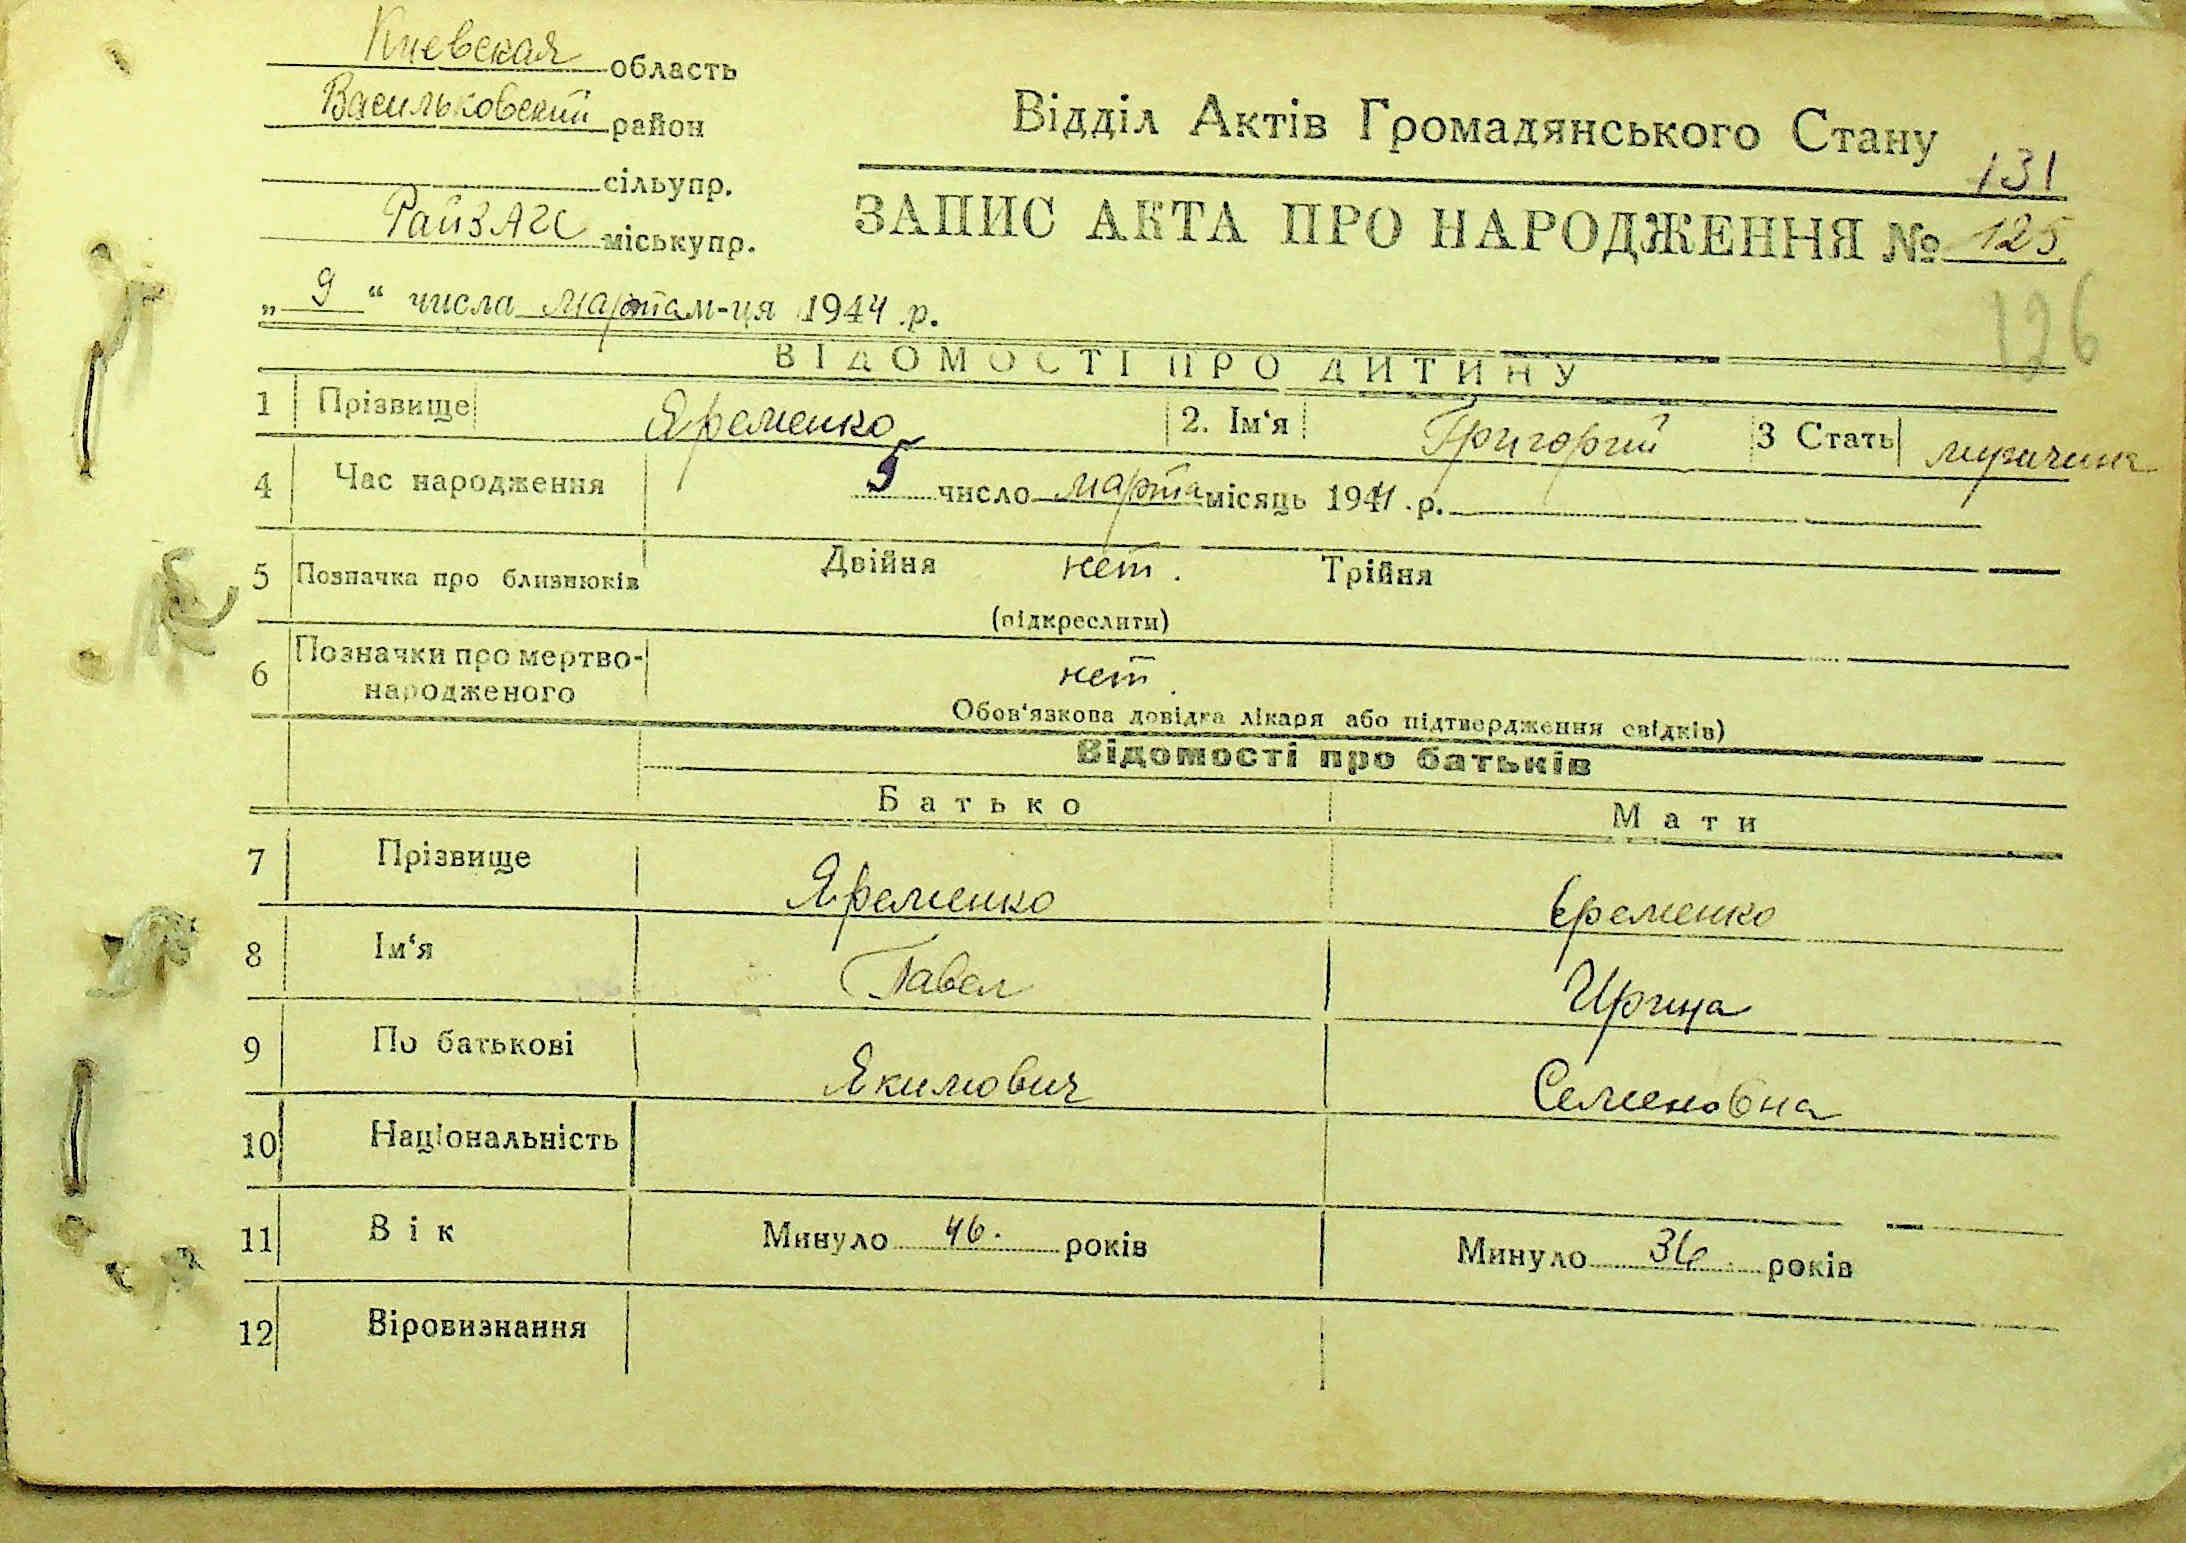 Киевская область
Васильковский район
сільупр.
РайЗАГС міськупр.
Відділ Актів Громадянського Стану
131
ЗАПИС АКТА ПРО НАРОДЖЕННЯ № 125
126
„ 9 “ числа марта м-ця 1944 р.
ВІДОМОСТІ ПРО ДИТИНУ
1 Прізвище Яременко 2. Ім‘я Григорий 3 Стать мужчина
4 Час народження 5 число марта місяць 1944 р.
5 Позначка про близнюків Двійня нет. Трійня
(підкреслити)
6 Позначки про мертво-
народженого нет.
Обов‘язкова довідка лікаря або підтвердження свідків)
Відомості про батьків
Батько Мати
7 Прізвище Яременко Єременко
8 Ім‘я Павел Ирина
9 По батькові Якимович Семеновна
10 Національність
11 Вік Минуло 46. років Минуло 36. років
12 Віровизнання